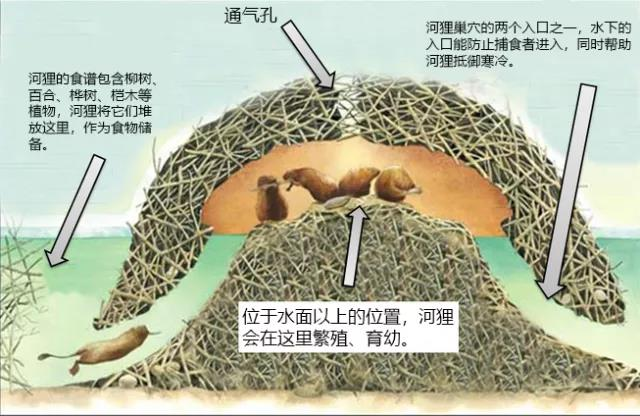 通气孔
河狸巢穴的两个入口之一，水下的
入口能防止捕食者进入，同时帮助
河狸抵御寒冷。
河狸的食谱包含柳树、
百合、桦树、桤木等
植物，河狸将它们堆
放这里，作为食物储
备。
位于水面以上的位置，河狸
会在这里繁殖、育幼。